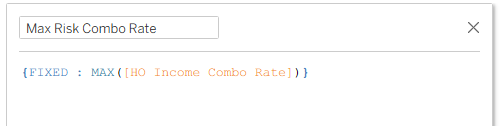 Max Risk Combo Rate
{FIXED : MAX([HO Income Combo Rate])}